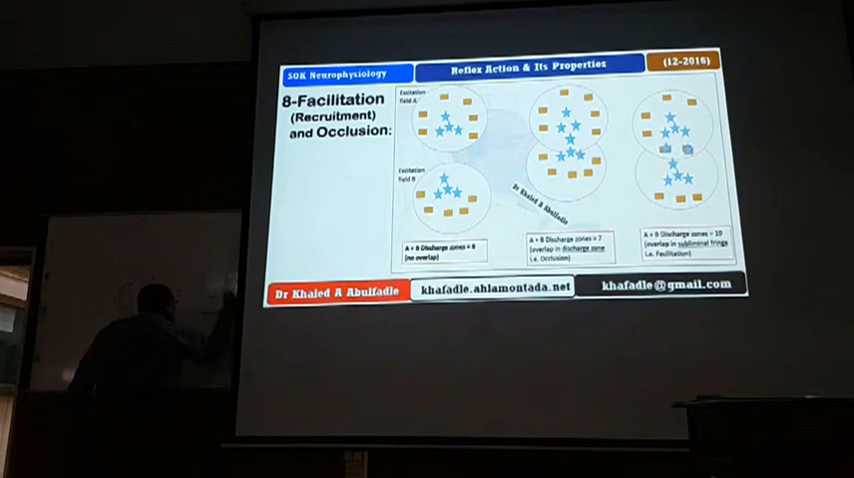 SOK Neurophysiology
Reflex Action & Its Properties
(12-2016)
8-Facilitation
(Recruitment)
and Occlusion:
Excitation
field A
Excitation
field B
Dr Khaled A Abulfadle
A + B Discharge zones = 8
(no overlap)
A + B Discharge zones = 7
(overlap in discharge zone
i.e. Occlusion)
A + B Discharge zones = 10
(overlap in subliminal fringe
i.e. Facilitation)
Dr Khaled A Abulfadle
khafadle.ahlamontada.net
khafadle@gmail.com